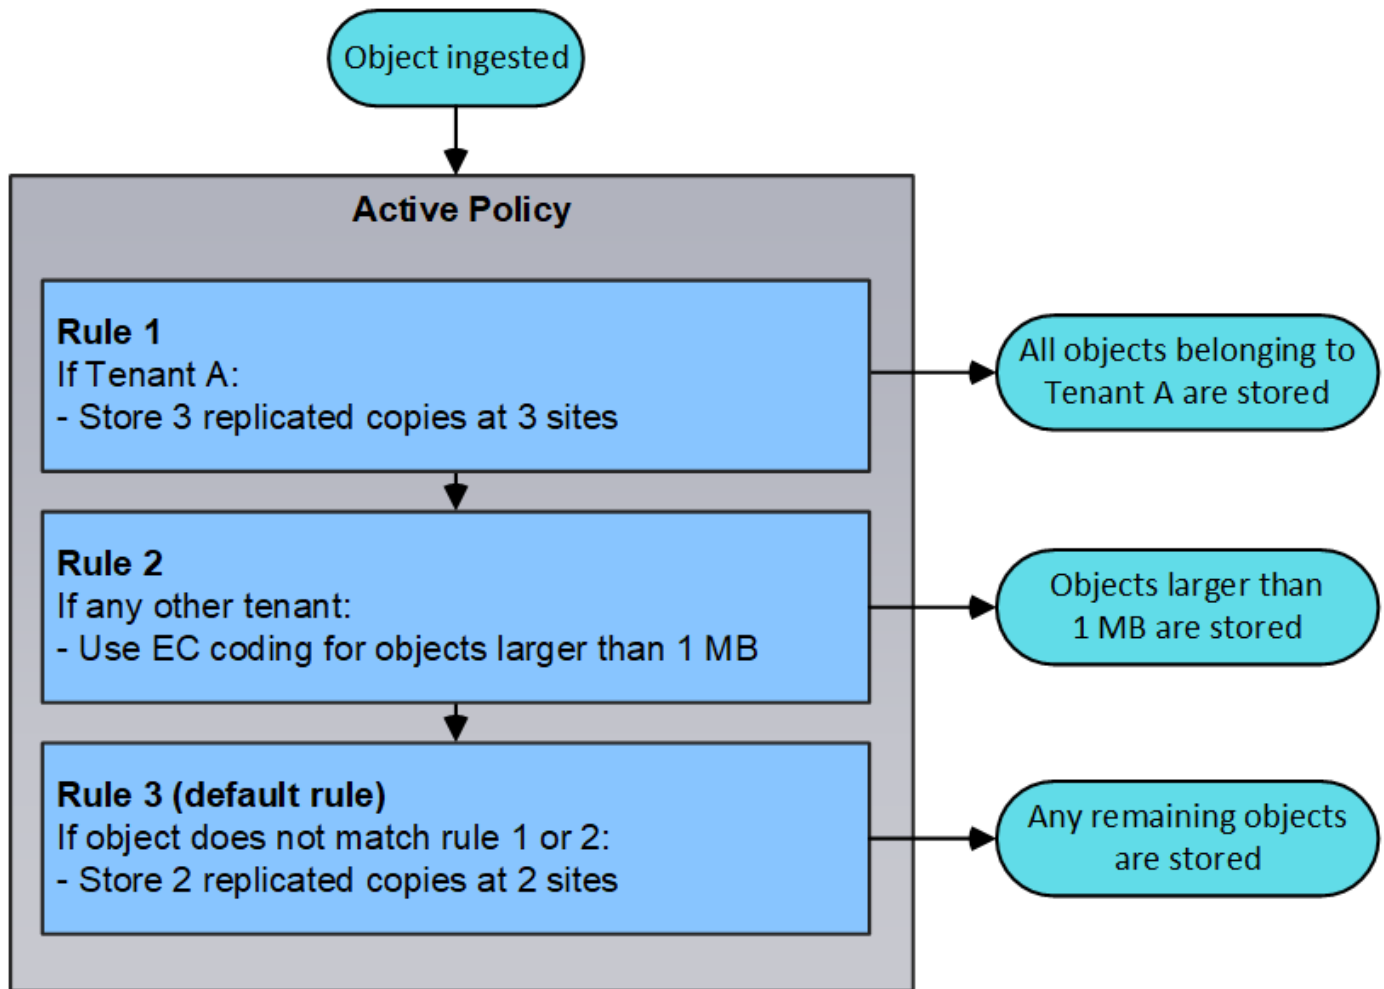 Object ingested
Active Policy
Rule 1
If Tenant A:
- Store 3 replicated copies at 3 sites
All objects belonging to
Tenant A are stored
Rule 2
If any other tenant:
- Use EC coding for objects larger than 1 MB
Objects larger than
1 MB are stored
Rule 3 (default rule)
If object does not match rule 1 or 2:
- Store 2 replicated copies at 2 sites
Any remaining objects
are stored